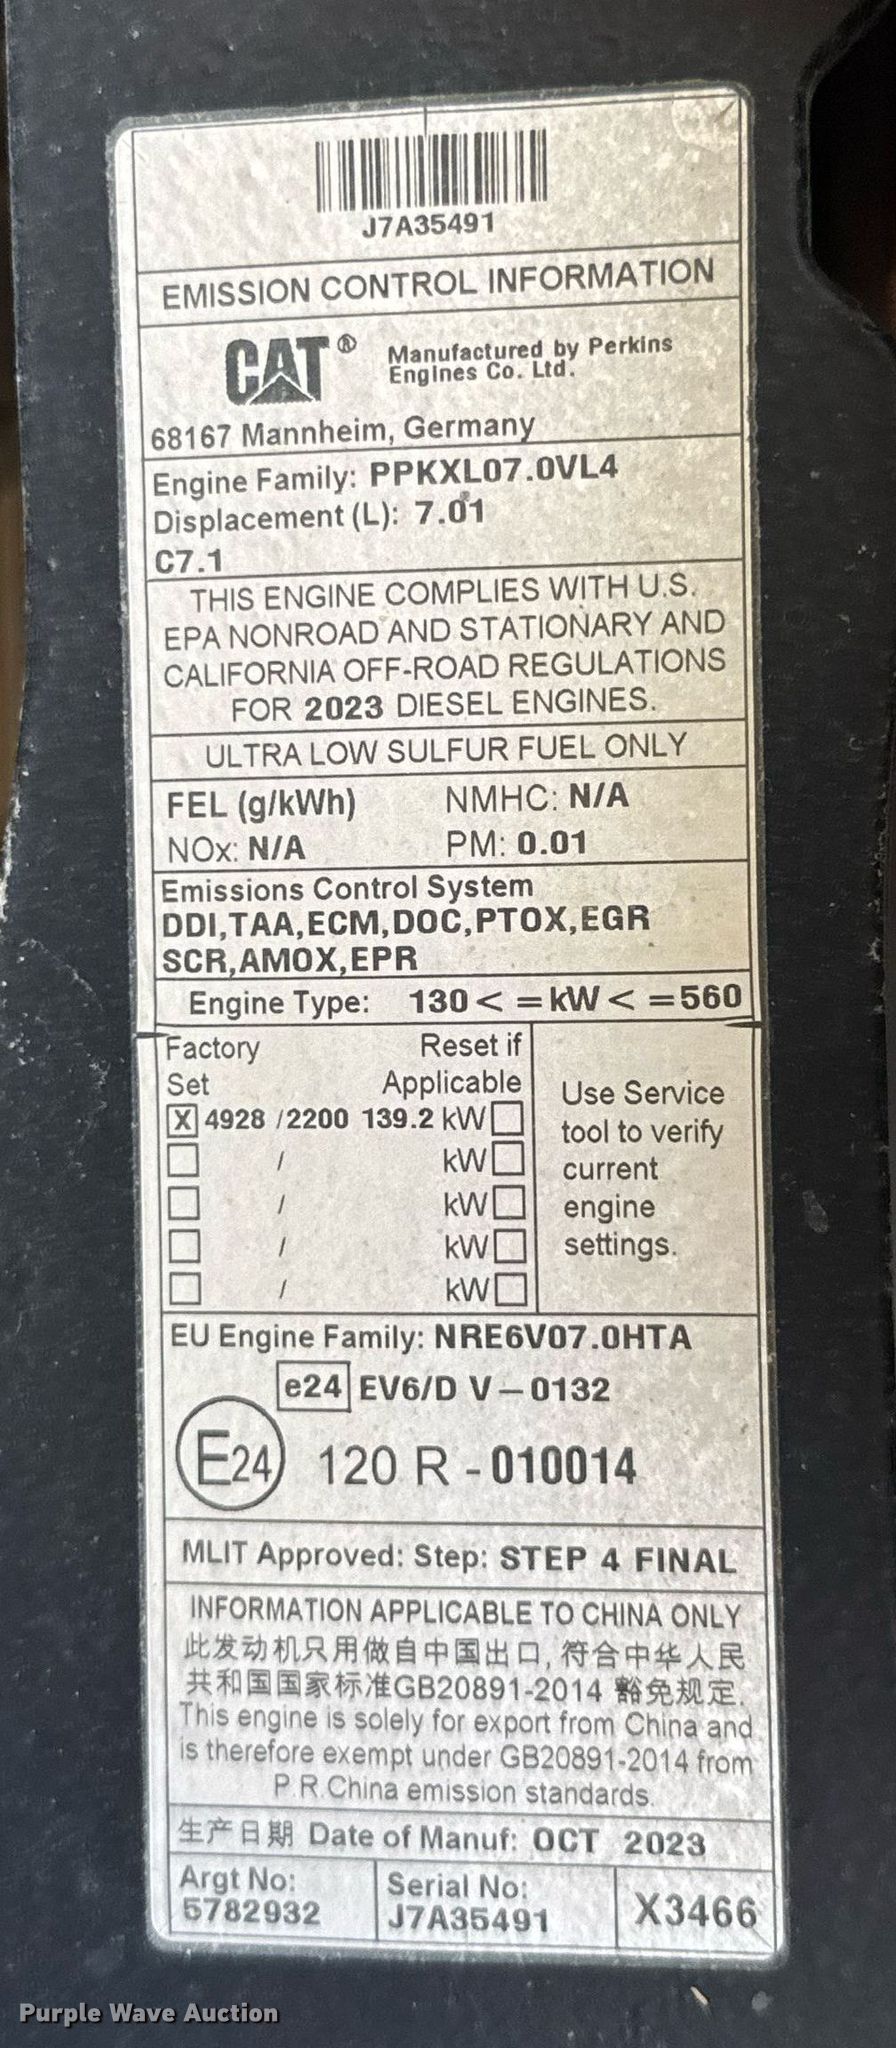 J7A35491
EMISSION CONTROL INFORMATION
CAT®
Manufactured by Perkins
Engines Co. Ltd.
68167 Mannheim, Germany
Engine Family: PPKXL07.0VL4
Displacement (L): 7.01
C7.1
THIS ENGINE COMPLIES WITH U.S.
EPA NONROAD AND STATIONARY AND
CALIFORNIA OFF-ROAD REGULATIONS
FOR 2023 DIESEL ENGINES.
ULTRA LOW SULFUR FUEL ONLY
FEL (g/kWh) NMHC: N/A
NOx: N/A PM: 0.01
Emissions Control System
DDI,TAA,ECM,DOC,PTOX,EGR
SCR,AMOX,EPR
Engine Type: 130 < = kW < = 560
Factory Reset if
Set Applicable
X 4928 / 2200 139.2 kW
/ kW
/ kW
/ kW
/ kW
Use Service
tool to verify
current
engine
settings.
EU Engine Family: NRE6V07.0HTA
e24 EV6/D V - 0132
E24 120 R - 010014
MLIT Approved: Step: STEP 4 FINAL
INFORMATION APPLICABLE TO CHINA ONLY
此发动机只用做自中国出口, 符合中华人民
共和国国家标准GB20891-2014 豁免规定.
This engine is solely for export from China and
is therefore exempt under GB20891-2014 from
P.R.China emission standards.
生产日期 Date of Manuf: OCT 2023
Argt No:
5782932
Serial No:
J7A35491
X3466
Purple Wave Auction